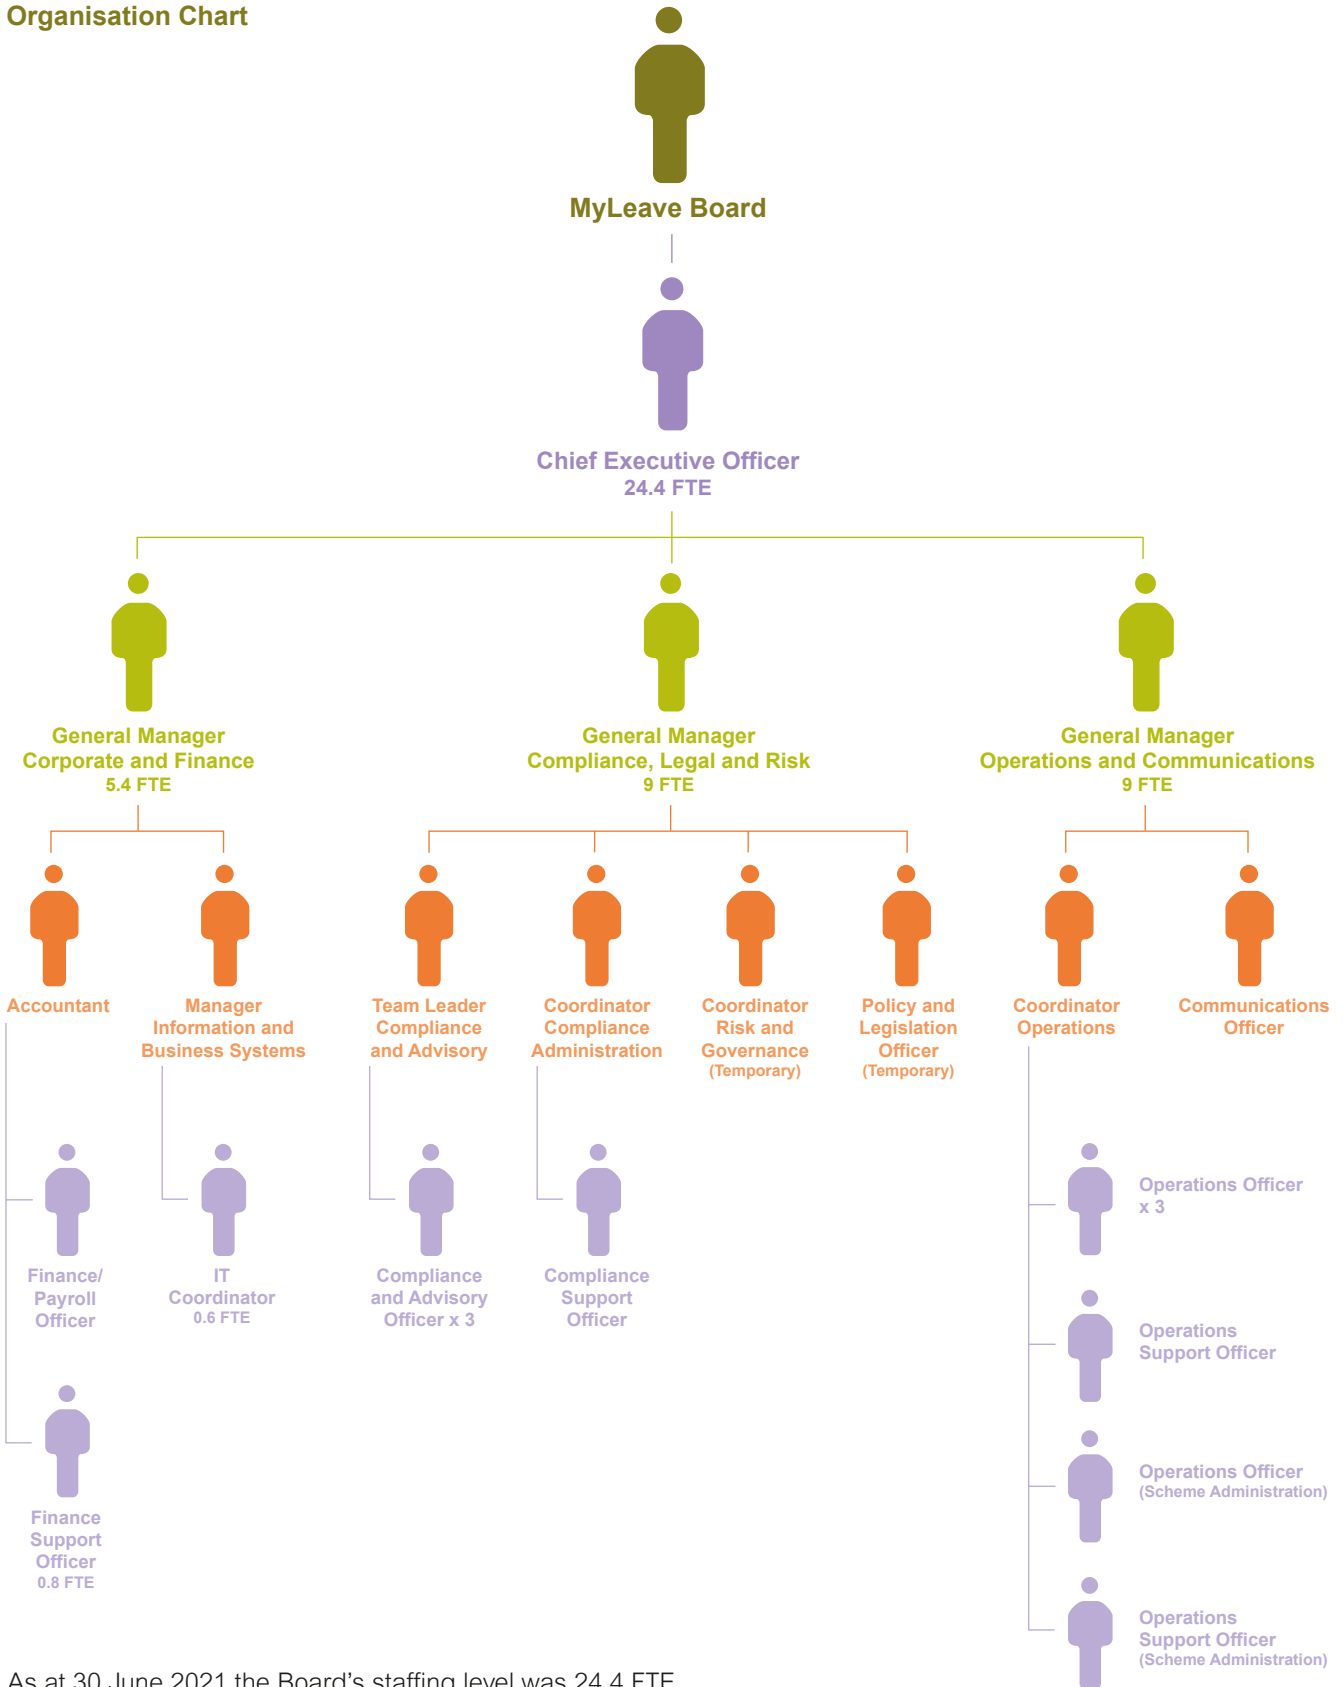 Organisation Chart
MyLeave Board
Chief Executive Officer
24.4 FTE
General Manager
Corporate and Finance
5.4 FTE
General Manager
Compliance, Legal and Risk
9 FTE
General Manager
Operations and Communications
9 FTE
Accountant
Manager
Information and
Business Systems
Team Leader
Compliance
and Advisory
Coordinator
Compliance
Administration
Coordinator
Risk and
Governance
(Temporary)
Policy and
Legislation
Officer
(Temporary)
Coordinator
Operations
Communications
Officer
Finance/
Payroll
Officer
IT
Coordinator
0.6 FTE
Compliance
and Advisory
Officer x 3
Compliance
Support
Officer
Operations Officer
x 3
Operations
Support Officer
Operations Officer
(Scheme Administration)
Operations
Support Officer
(Scheme Administration)
Finance
Support
Officer
0.8 FTE
As at 30 June 2021 the Board's staffing level was 24.4 FTE